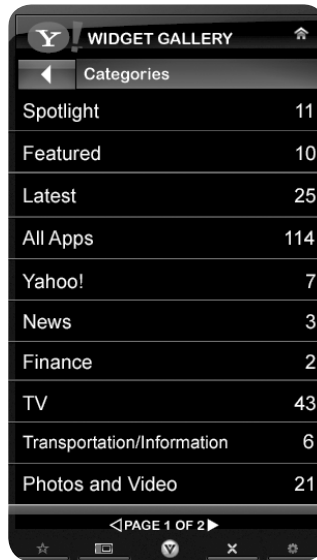 Y! WIDGET GALLERY
Categories
Spotlight 11
Featured 10
Latest 25
All Apps 114
Yahoo! 7
News 3
Finance 2
TV 43
Transportation/Information 6
Photos and Video 21
PAGE 1 OF 2